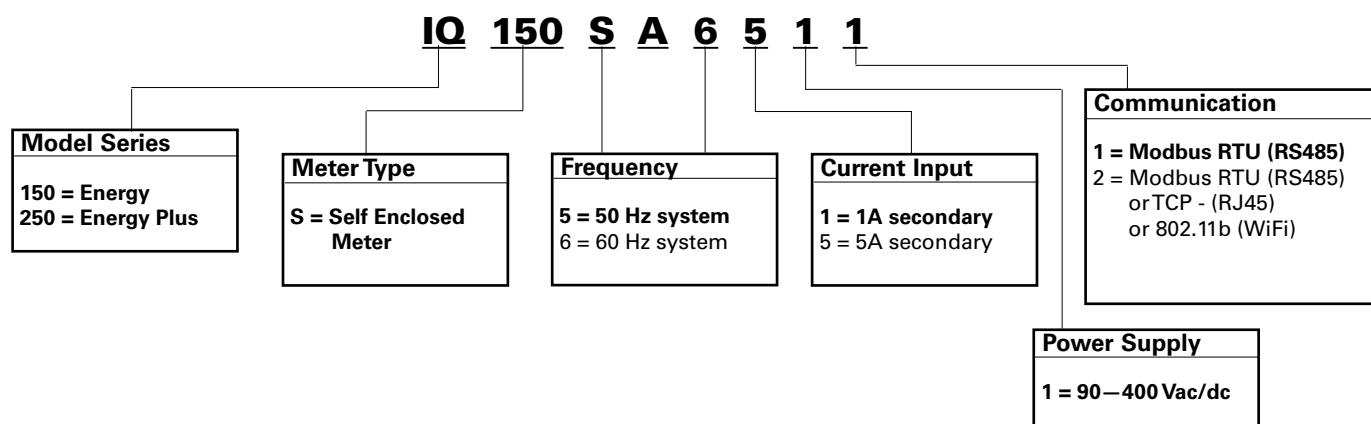 IQ 150 S A 6 5 1 1
Model Series
150 = Energy
250 = Energy Plus
Meter Type
S = Self Enclosed
Meter
Frequency
5 = 50 Hz system
6 = 60 Hz system
Current Input
1 = 1A secondary
5 = 5A secondary
Communication
1 = Modbus RTU (RS485)
2 = Modbus RTU (RS485)
or TCP - (RJ45)
or 802.11b (WiFi)
Power Supply
1 = 90—400 Vac/dc